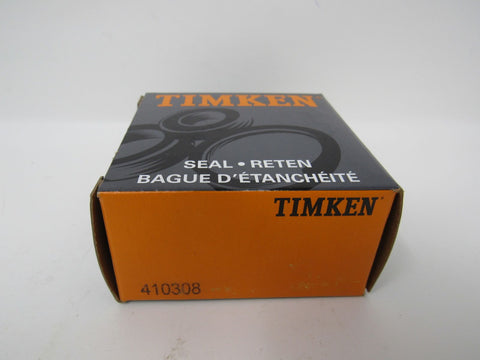 TIMKEN
SEAL • RETEN
BAGUE D'ÉTANCHÉITÉ
TIMKEN
410308